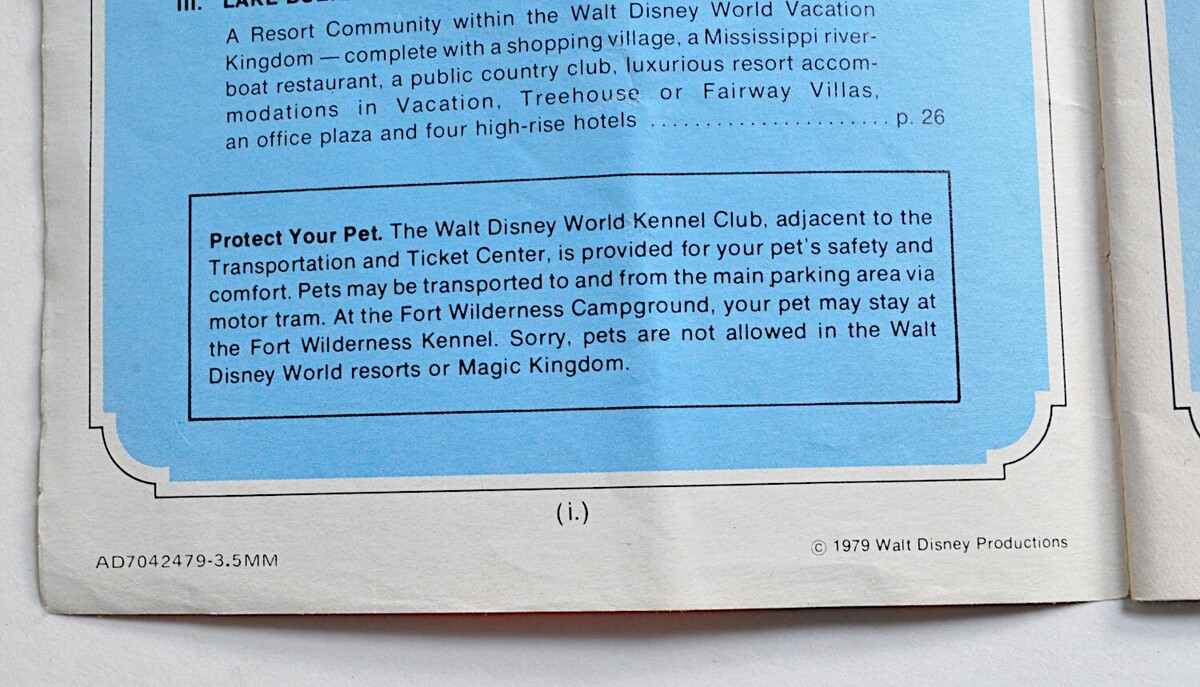 III. LAKE
A Resort Community within the Walt Disney World Vacation
Kingdom — complete with a shopping village, a Mississippi river-
boat restaurant, a public country club, luxurious resort accom-
modations in Vacation, Treehouse or Fairway Villas,
an office plaza and four high-rise hotels ...................... p. 26
Protect Your Pet. The Walt Disney World Kennel Club, adjacent to the
Transportation and Ticket Center, is provided for your pet's safety and
comfort. Pets may be transported to and from the main parking area via
motor tram. At the Fort Wilderness Campground, your pet may stay at
the Fort Wilderness Kennel. Sorry, pets are not allowed in the Walt
Disney World resorts or Magic Kingdom.
(i.)
AD7042479-3.5MM
© 1979 Walt Disney Productions